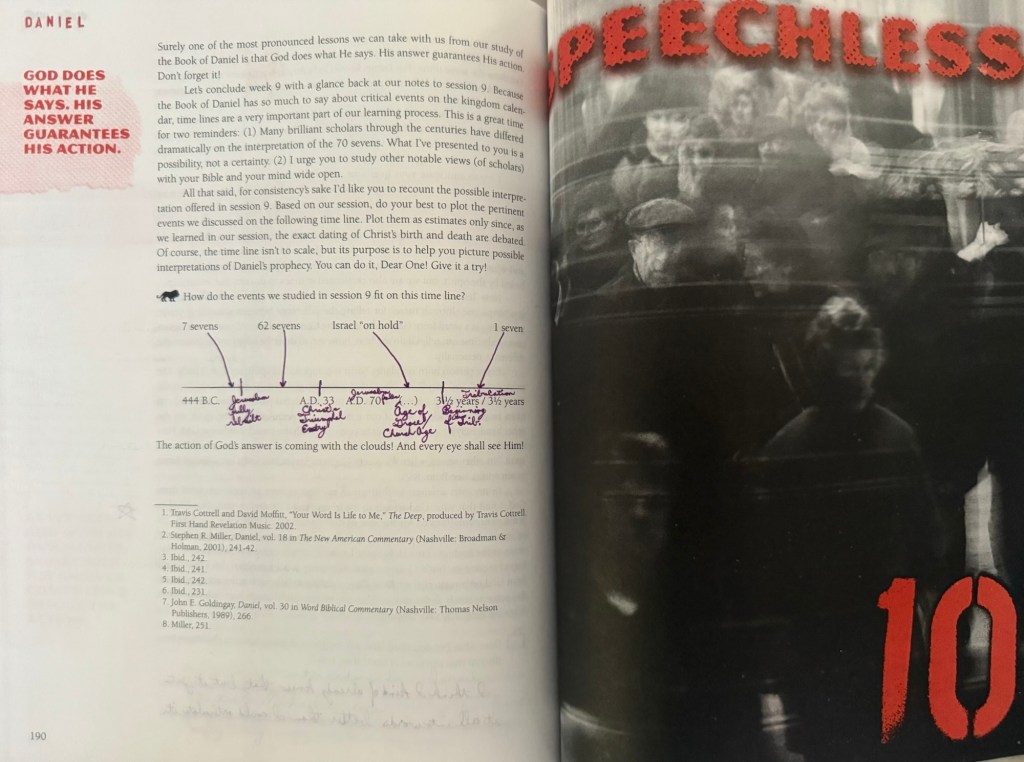 DANIEL
GOD DOES
WHAT HE
SAYS. HIS
ANSWER
GUARANTEES
HIS ACTION.
Surely one of the most pronounced lessons we can take with us from our study of
the Book of Daniel is that God does what He says. His answer guarantees His action.
Don't forget it!
Let's conclude week 9 with a glance back at our notes to session 9. Because
the Book of Daniel has so much to say about critical events on the kingdom calen-
dar, time lines are a very important part of our learning process. This is a great time
for two reminders: (1) Many brilliant scholars through the centuries have differed
dramatically on the interpretation of the 70 sevens. What I've presented to you is a
possibility, not a certainty. (2) I urge you to study other notable views (of scholars)
with your Bible and your mind wide open.
All that said, for consistency's sake I'd like you to recount the possible interpre-
tation offered in session 9. Based on our session, do your best to plot the pertinent
events we discussed on the following time line. Plot them as estimates only since, as
we learned in our session, the exact dating of Christ's birth and death are debated.
Of course, the time line isn't to scale, but its purpose is to help you picture possible
interpretations of Daniel's prophecy. You can do it, Dear One! Give it a try!
How do the events we studied in session 9 fit on this time line?
7 sevens 62 sevens Israel "on hold" 1 seven
444 B.C. A.D. 33 A.D. 70 (...) 3½ years / 3½ years
Jerusalem
fully
Christ's
Triumphal
Entry
Jerusalem
Age of
Grace/
Church Age
Tribulation
Beginning
of Trib.
The action of God's answer is coming with the clouds! And every eye shall see Him!
1. Travis Cottrell and David Moffitt, "Your Word Is Life to Me," The Deep, produced by Travis Cottrell
First Hand Revelation Music. 2002.
2. Stephen R. Miller, Daniel, vol. 18 in The New American Commentary (Nashville: Broadman &
Holman, 2001), 241-42.
3. Ibid., 242.
4. Ibid., 241.
5. Ibid., 242.
6. Ibid., 231.
7. John E. Goldingay, Daniel, vol. 30 in Word Biblical Commentary (Nashville: Thomas Nelson
Publishers, 1989), 266.
8. Miller, 251.
190
SPEECHLESS
10